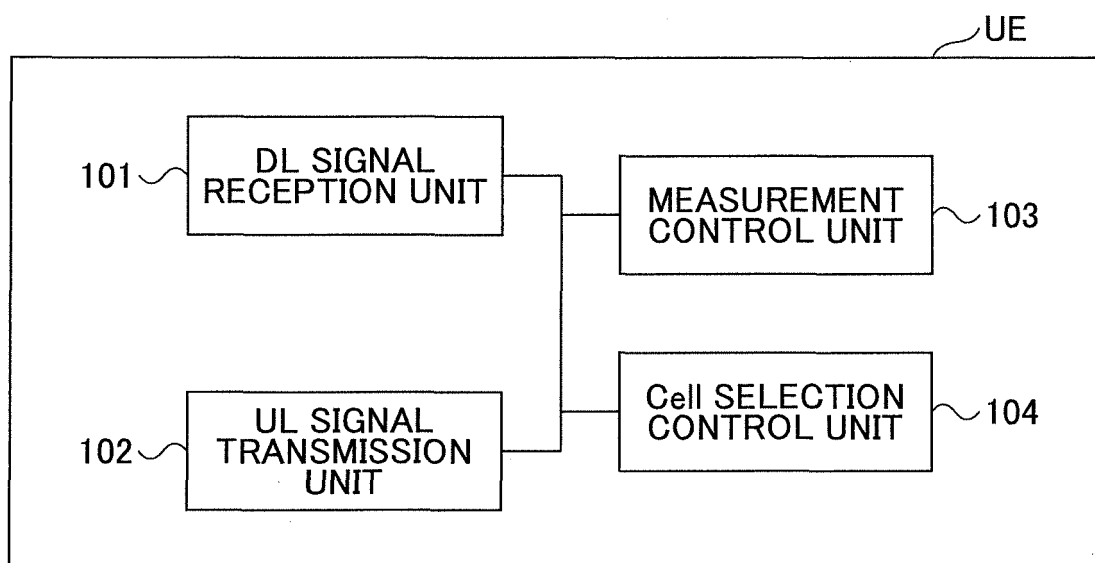 UE
101
DL SIGNAL
RECEPTION UNIT
MEASUREMENT
CONTROL UNIT
103
102
UL SIGNAL
TRANSMISSION
UNIT
Cell SELECTION
CONTROL UNIT
104